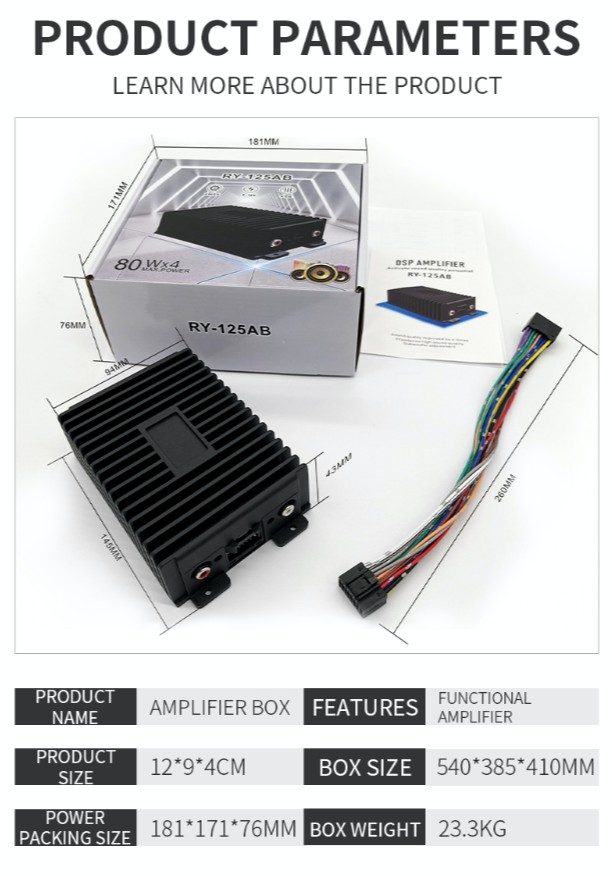 PRODUCT PARAMETERS
LEARN MORE ABOUT THE PRODUCT
181MM
171MM
RY-125AB
80Wx4
MAX.POWER
DSP AMPLIFIER
RY-125AB
76MM
RY-125AB
94MM
43MM
260MM
145MM
PRODUCT NAME
AMPLIFIER BOX
FEATURES
FUNCTIONAL AMPLIFIER
PRODUCT SIZE
12*9*4CM
BOX SIZE
540*385*410MM
POWER PACKING SIZE
181*171*76MM
BOX WEIGHT
23.3KG